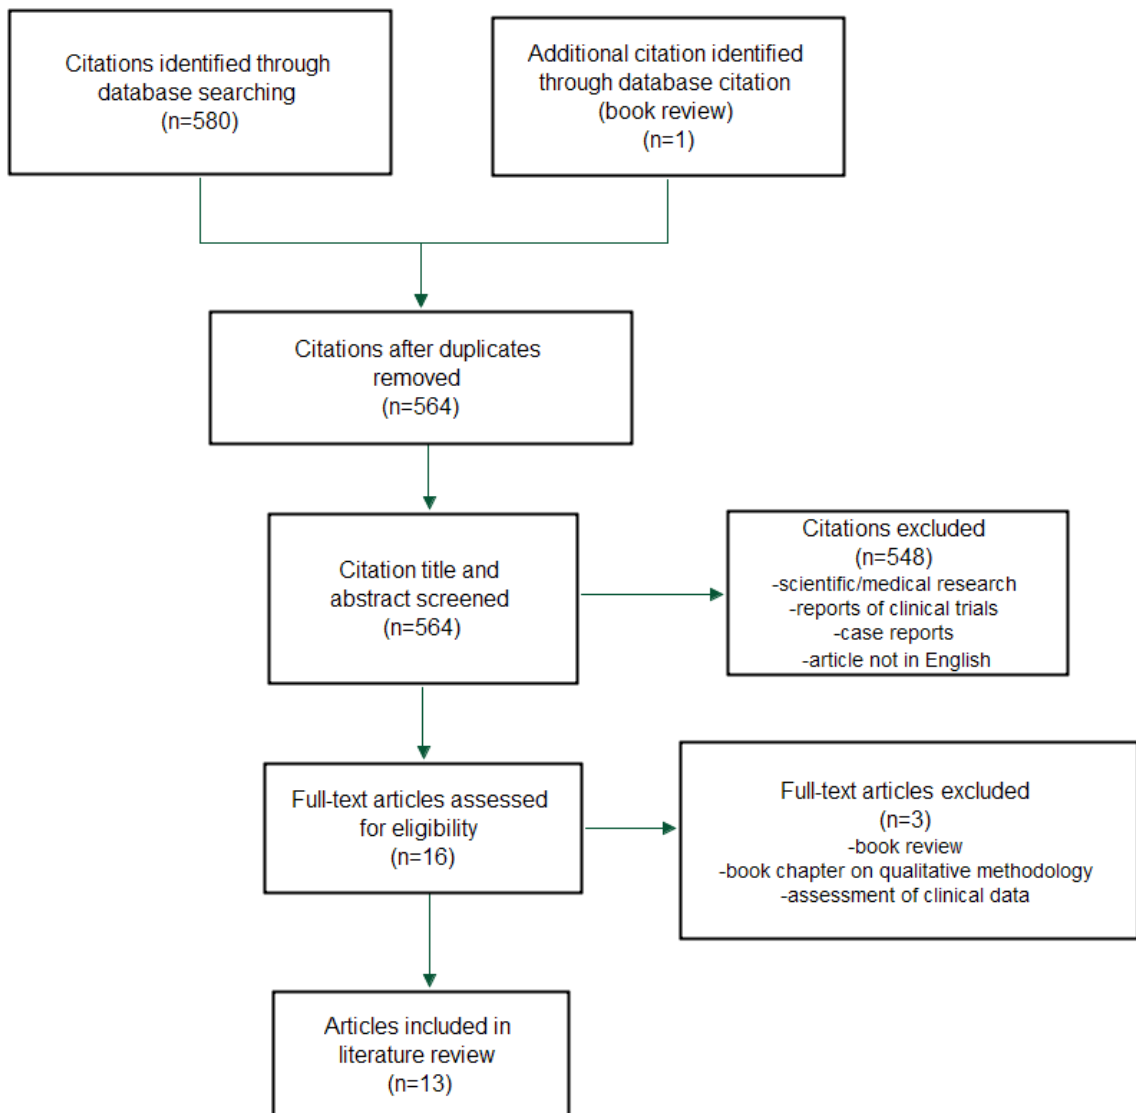 Citations identified through
database searching
(n=580)
Additional citation identified
through database citation
(book review)
(n=1)
Citations after duplicates
removed
(n=564)
Citation title and
abstract screened
(n=564)
Citations excluded
(n=548)
-scientific/medical research
-reports of clinical trials
-case reports
-article not in English
Full-text articles assessed
for eligibility
(n=16)
Full-text articles excluded
(n=3)
-book review
-book chapter on qualitative methodology
-assessment of clinical data
Articles included in
literature review
(n=13)